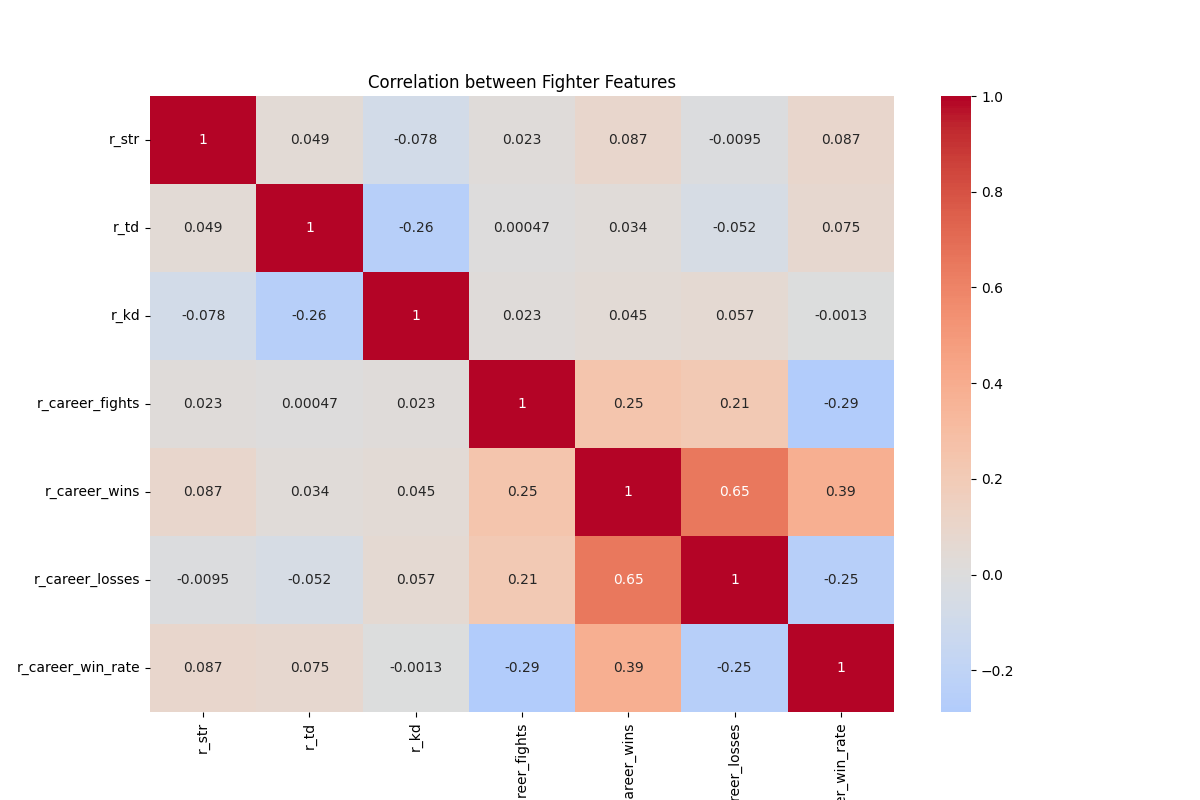 Correlation between Fighter Features
r_str 1 0.049 -0.078 0.023 0.087 -0.0095 0.087
r_td 0.049 1 -0.26 0.00047 0.034 -0.052 0.075
r_kd -0.078 -0.26 1 0.023 0.045 0.057 -0.0013
r_career_fights 0.023 0.00047 0.023 1 0.25 0.21 -0.29
r_career_wins 0.087 0.034 0.045 0.25 1 0.65 0.39
r_career_losses -0.0095 -0.052 0.057 0.21 0.65 1 -0.25
r_career_win_rate 0.087 0.075 -0.0013 -0.29 0.39 -0.25 1
r_str
r_td
r_kd
reer_fights
areer_wins
reer_losses
er_win_rate
1.0
0.8
0.6
0.4
0.2
0.0
−0.2